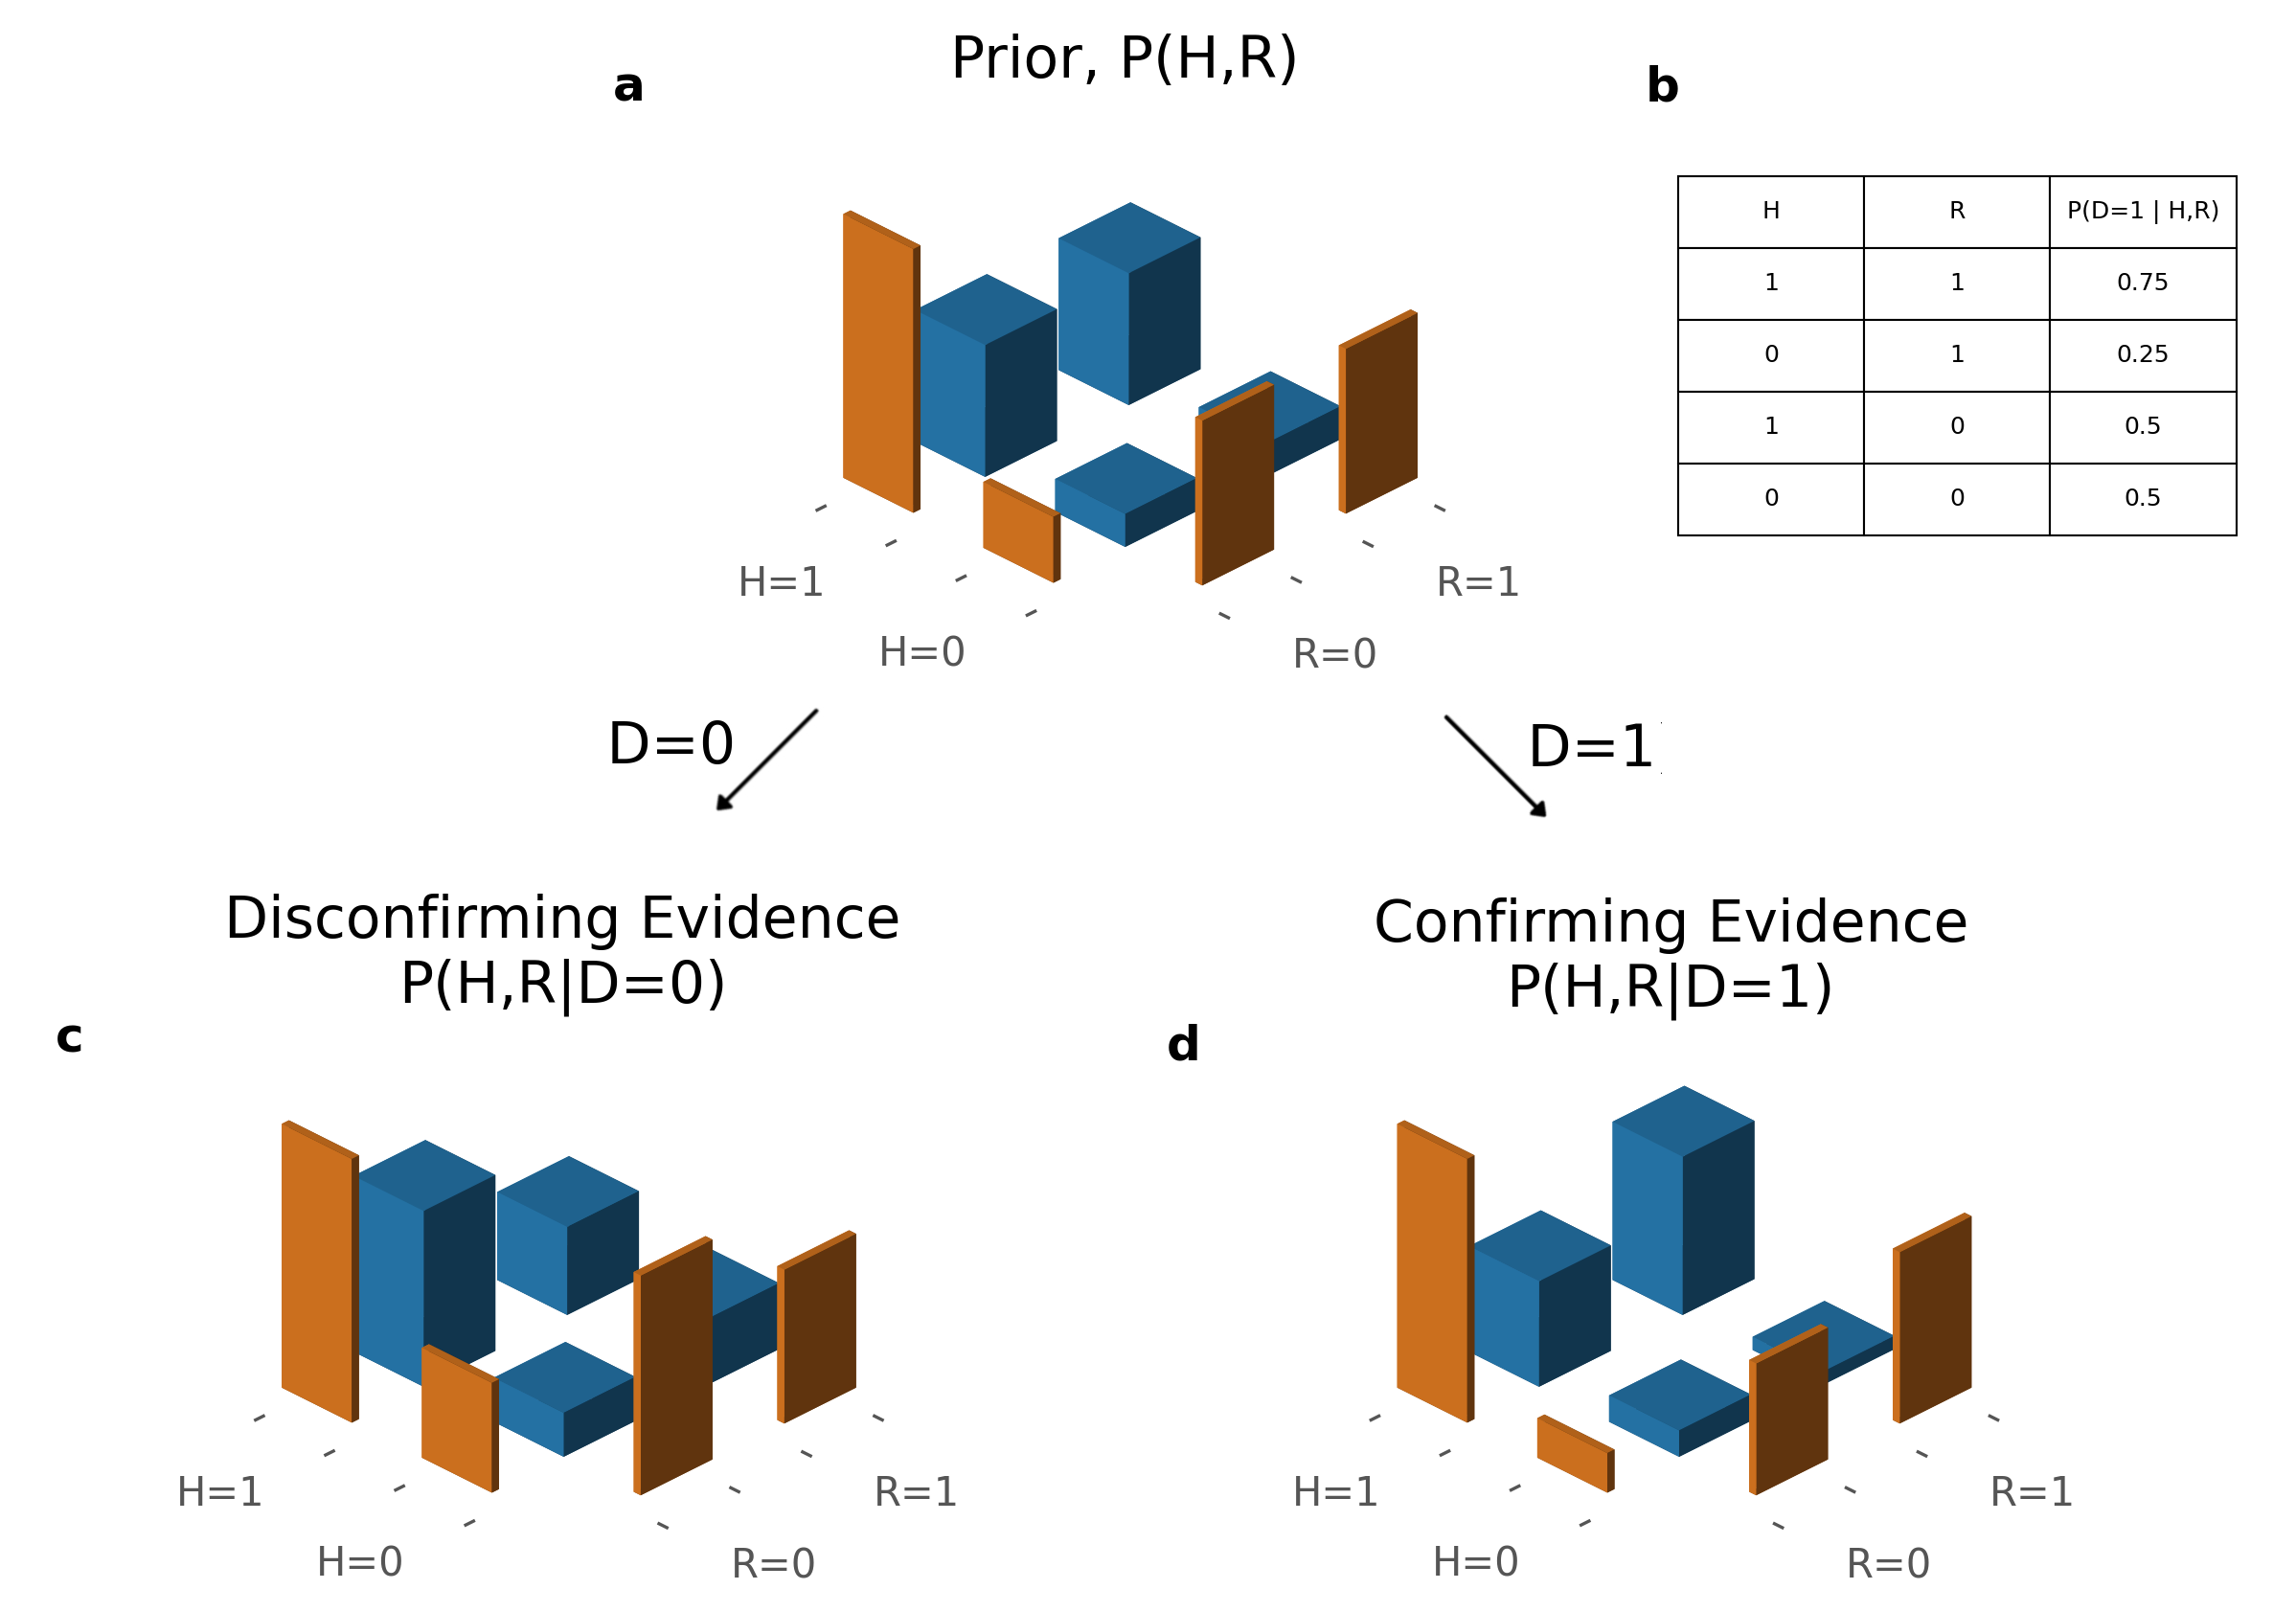 Prior, P(H,R)
a
b
H R P(D=1 | H,R)
1 1 0.75
0 1 0.25
1 0 0.5
0 0 0.5
H=1
H=0
R=0
R=1
D=0
D=1
Disconfirming Evidence
P(H,R|D=0)
Confirming Evidence
P(H,R|D=1)
c
d
H=1
H=0
R=0
R=1
H=1
H=0
R=0
R=1